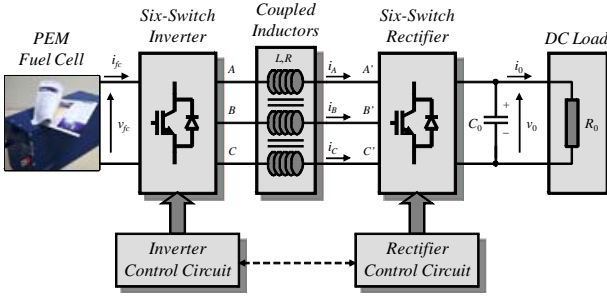 PEM
Fuel Cell
i_fc
Six-Switch
Inverter
Coupled
Inductors
Six-Switch
Rectifier
DC Load
L,R
A
i_A
A'
i_0
v_fc
B
i_B
B'
C_0
+
−
v_0
R_0
C
i_C
C'
Inverter
Control Circuit
Rectifier
Control Circuit